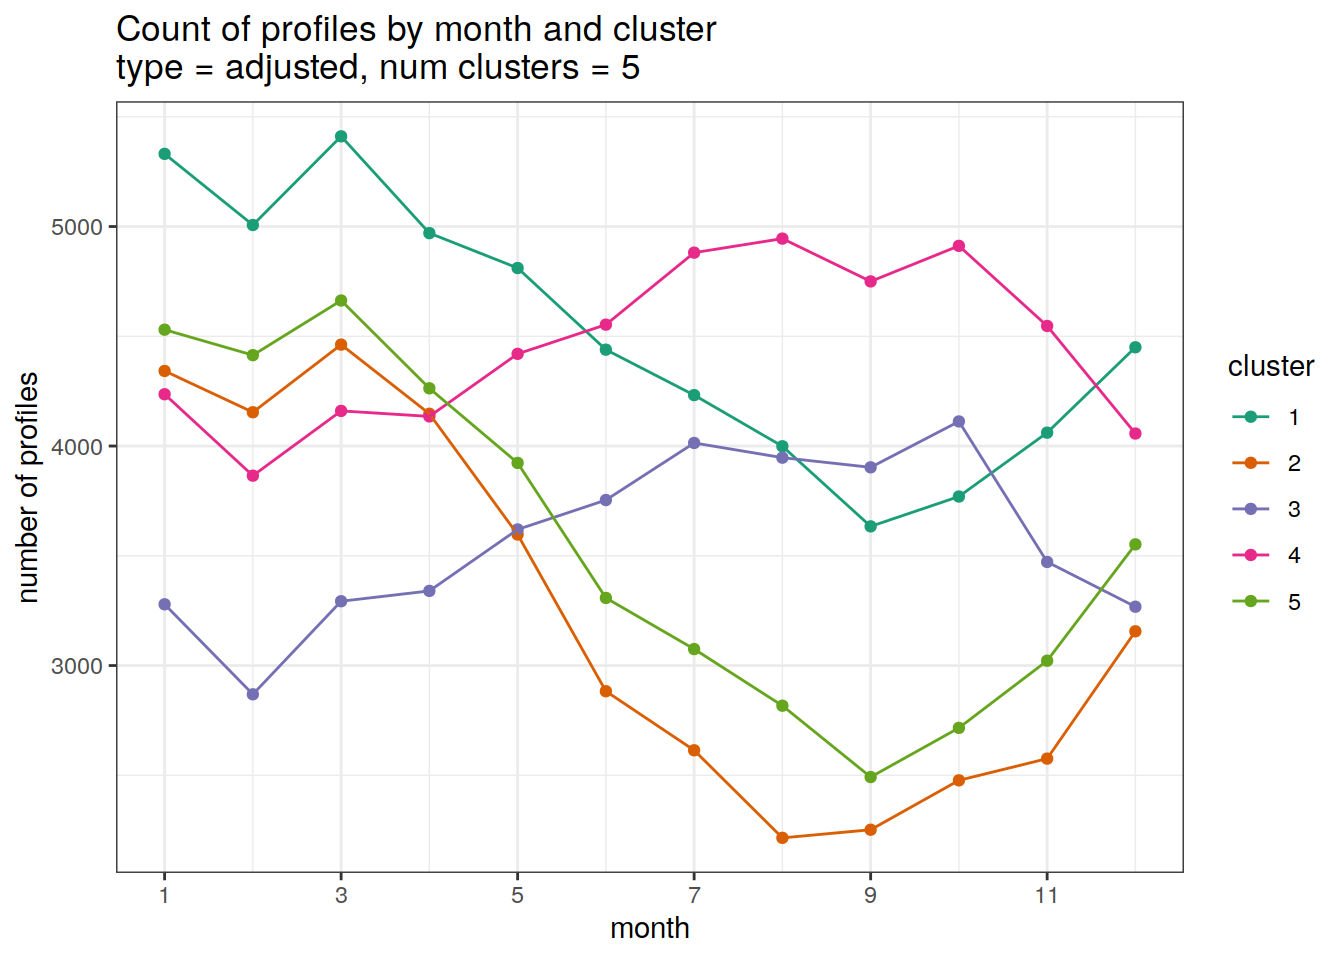 Count of profiles by month and cluster
type = adjusted, num clusters = 5
number of profiles
5000
4000
3000
1 3 5 7 9 11
month
cluster
1
2
3
4
5